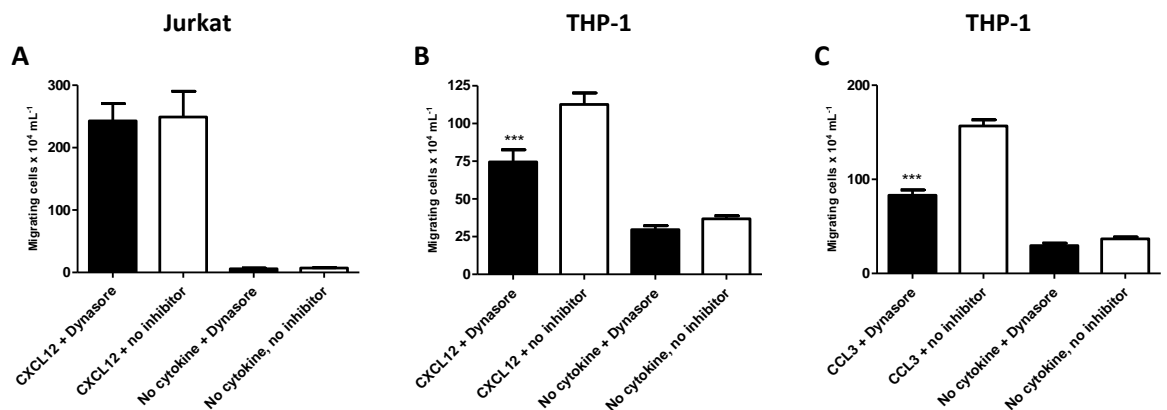 Jurkat
THP-1
THP-1
A
B
C
Migrating cells x 10⁴ mL⁻¹
300
200
100
0
CXCL12 + Dynasore
CXCL12 + no inhibitor
No cytokine + Dynasore
No cytokine, no inhibitor
Migrating cells x 10⁴ mL⁻¹
125
100
75
50
25
0
***
CXCL12 + Dynasore
CXCL12 + no inhibitor
No cytokine + Dynasore
No cytokine, no inhibitor
Migrating cells x 10⁴ mL⁻¹
200
100
0
***
CCL3 + Dynasore
CCL3 + no inhibitor
No cytokine + Dynasore
No cytokine, no inhibitor